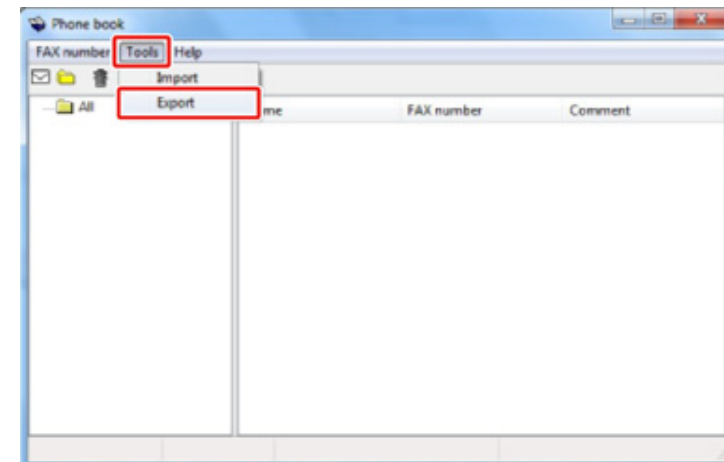 Phone book
FAX number Tools Help
Import
Export
All
me FAX number Comment